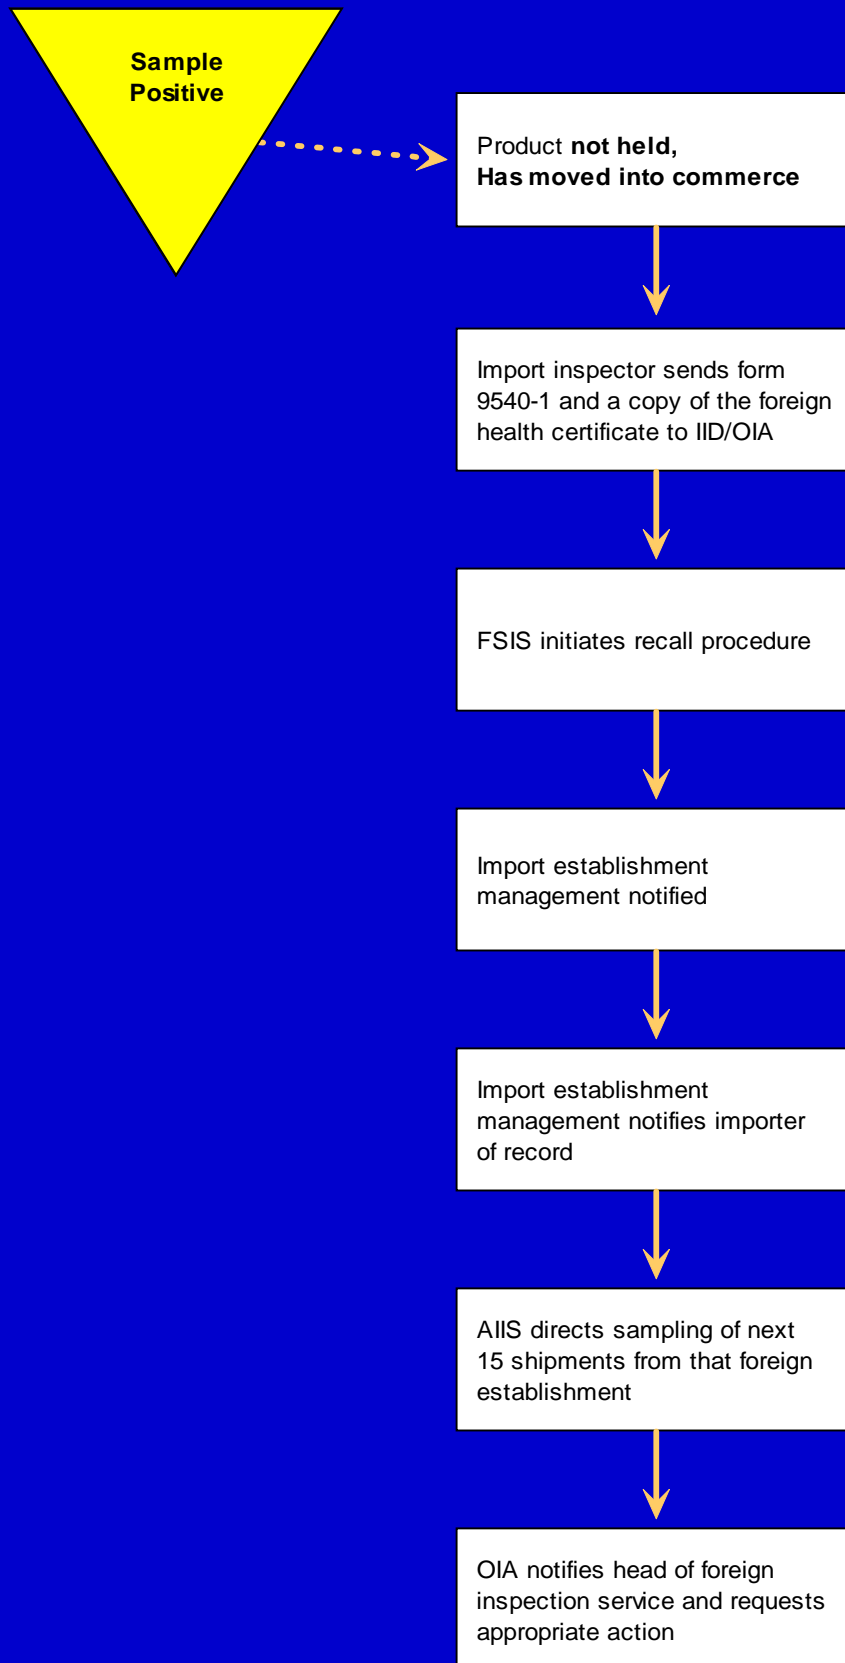 Sample
Positive
Product not held,
Has moved into commerce
Import inspector sends form
9540-1 and a copy of the foreign
health certificate to IID/OIA
FSIS initiates recall procedure
Import establishment
management notified
Import establishment
management notifies importer
of record
AIIS directs sampling of next
15 shipments from that foreign
establishment
OIA notifies head of foreign
inspection service and requests
appropriate action